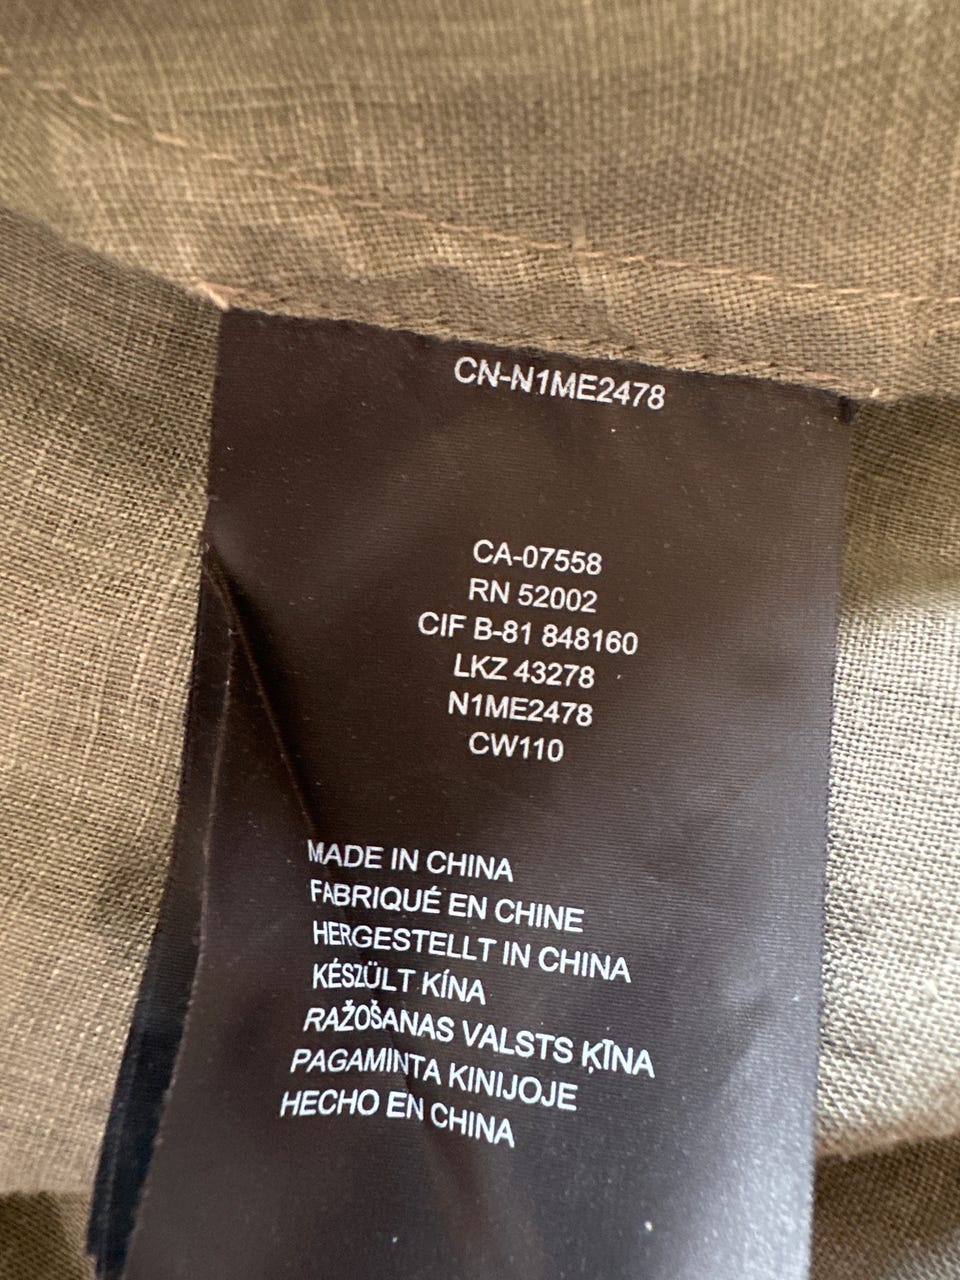 CN-N1ME2478
CA-07558
RN 52002
CIF B-81 848160
LKZ 43278
N1ME2478
CW110
MADE IN CHINA
FABRIQUÉ EN CHINE
HERGESTELLT IN CHINA
KÉSZÜLT KÍNA
RAŽOŠANAS VALSTS ĶĪNA
PAGAMINTA KINIJOJE
HECHO EN CHINA